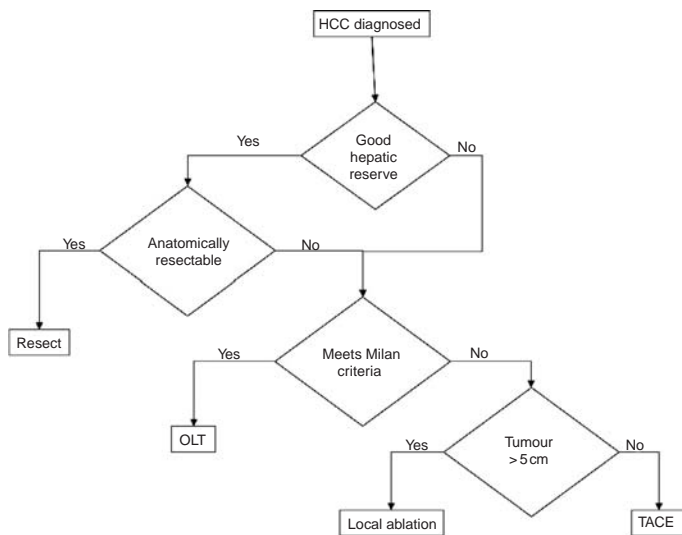 HCC diagnosed
Good
hepatic
reserve
Yes
No
Anatomically
resectable
Yes
No
Resect
Meets Milan
criteria
Yes
No
OLT
Tumour
>5 cm
Yes
No
Local ablation
TACE